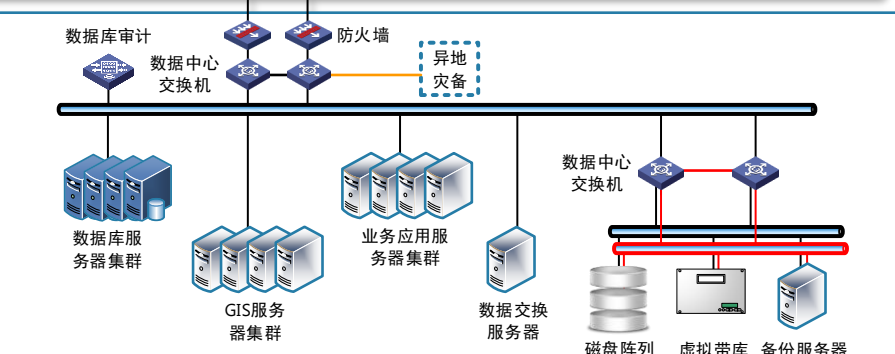 数据库审计
防火墙
数据中心
交换机
异地
灾备
数据中心
交换机
数据库服
务器集群
业务应用服
务器集群
GIS服务
器集群
数据交换
服务器
磁盘阵列
虚拟带库
备份服务器